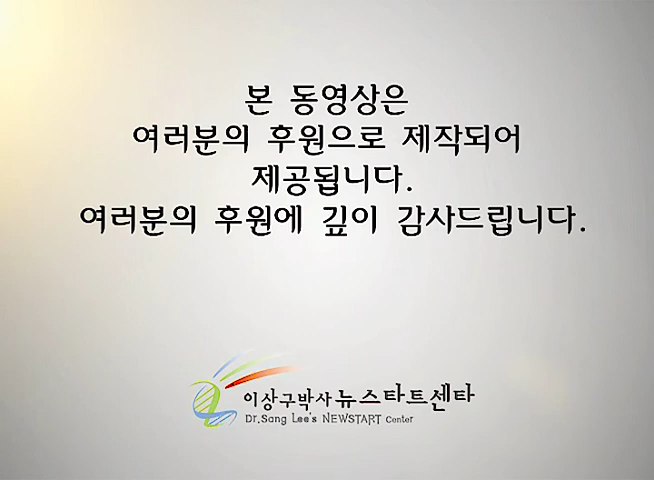 본 동영상은
여러분의 후원으로 제작되어
제공됩니다.
여러분의 후원에 깊이 감사드립니다.
이상구박사 뉴스타트센타
Dr.Sang Lee's NEWSTART Center